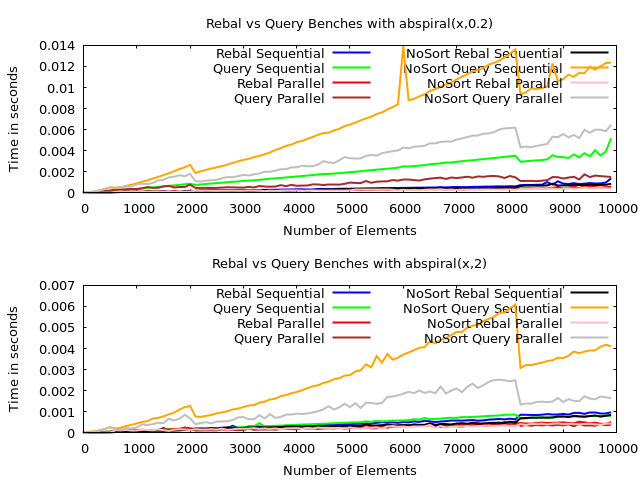 Rebal vs Query Benches with abspiral(x,0.2)
0.014
0.012
0.01
0.008
0.006
0.004
0.002
0
Time in seconds
Rebal Sequential
Query Sequential
Rebal Parallel
Query Parallel
NoSort Rebal Sequential
NoSort Query Sequential
NoSort Rebal Parallel
NoSort Query Parallel
0 1000 2000 3000 4000 5000 6000 7000 8000 9000 10000
Number of Elements
Rebal vs Query Benches with abspiral(x,2)
0.007
0.006
0.005
0.004
0.003
0.002
0.001
0
Time in seconds
Rebal Sequential
Query Sequential
Rebal Parallel
Query Parallel
NoSort Rebal Sequential
NoSort Query Sequential
NoSort Rebal Parallel
NoSort Query Parallel
0 1000 2000 3000 4000 5000 6000 7000 8000 9000 10000
Number of Elements